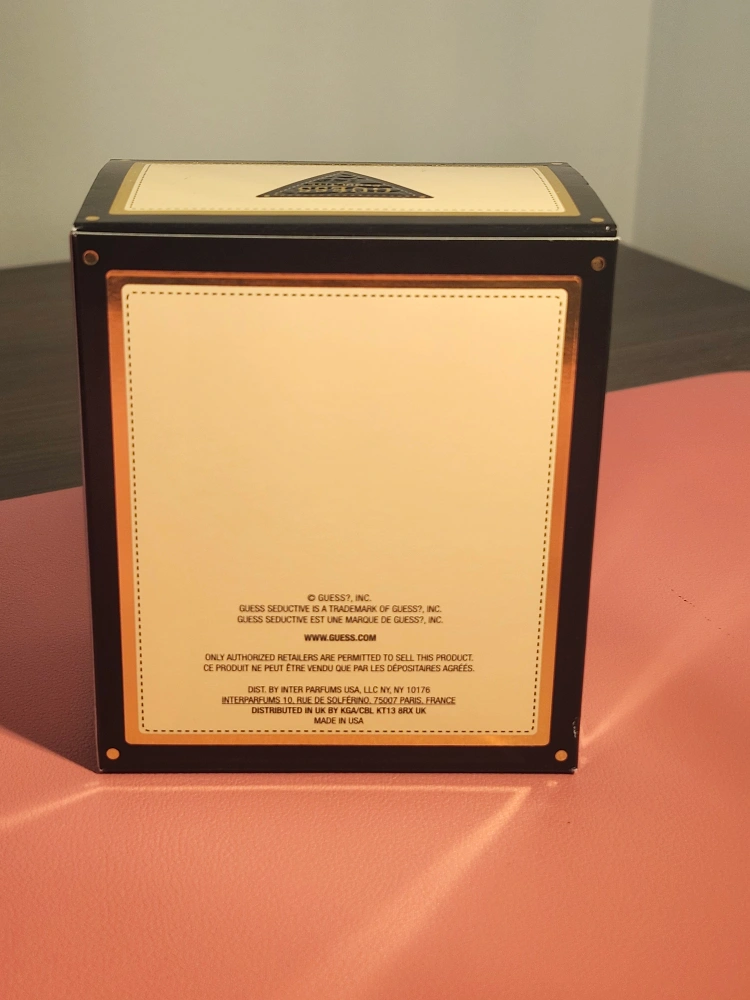 GUESS
© GUESS?, INC.
GUESS SEDUCTIVE IS A TRADEMARK OF GUESS?, INC.
GUESS SEDUCTIVE EST UNE MARQUE DE GUESS?, INC.
WWW.GUESS.COM
ONLY AUTHORIZED RETAILERS ARE PERMITTED TO SELL THIS PRODUCT.
CE PRODUIT NE PEUT ÊTRE VENDU QUE PAR LES DÉPOSITAIRES AGRÉES.
DIST. BY INTER PARFUMS USA, LLC NY, NY 10176
INTERPARFUMS 10, RUE DE SOLFÉRINO, 75007 PARIS, FRANCE
DISTRIBUTED IN UK BY KGA/CBL KT13 8RX UK
MADE IN USA